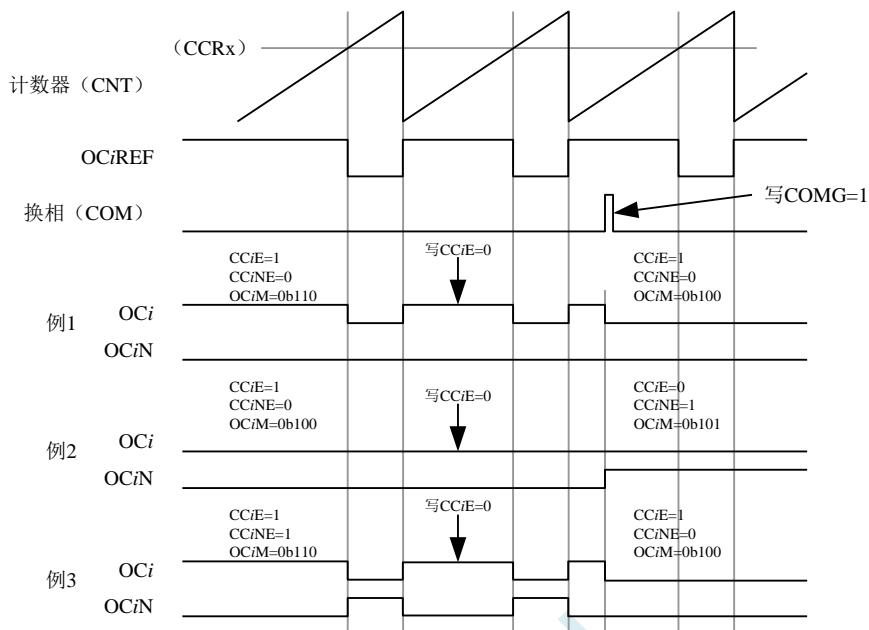 （CCRx）
计数器（CNT）
OCiREF
换相（COM）
写COMG=1
CCiE=1
CCiNE=0
OCiM=0b110
写CCiE=0
CCiE=1
CCiNE=0
OCiM=0b100
例1
OCi
OCiN
CCiE=1
CCiNE=0
OCiM=0b100
写CCiE=0
CCiE=0
CCiNE=1
OCiM=0b101
例2
OCi
OCiN
CCiE=1
CCiNE=1
OCiM=0b110
写CCiE=0
CCiE=1
CCiNE=0
OCiM=0b100
例3
OCi
OCiN